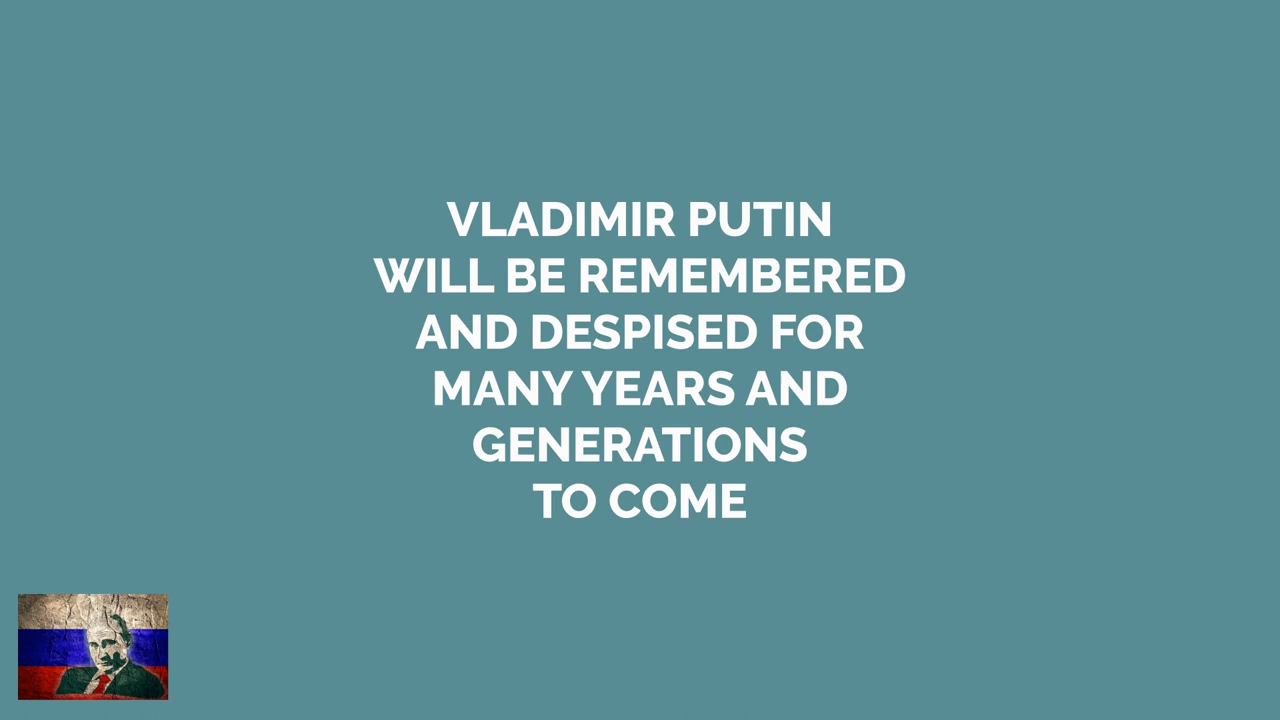 VLADIMIR PUTIN
WILL BE REMEMBERED
AND DESPISED FOR
MANY YEARS AND
GENERATIONS
TO COME